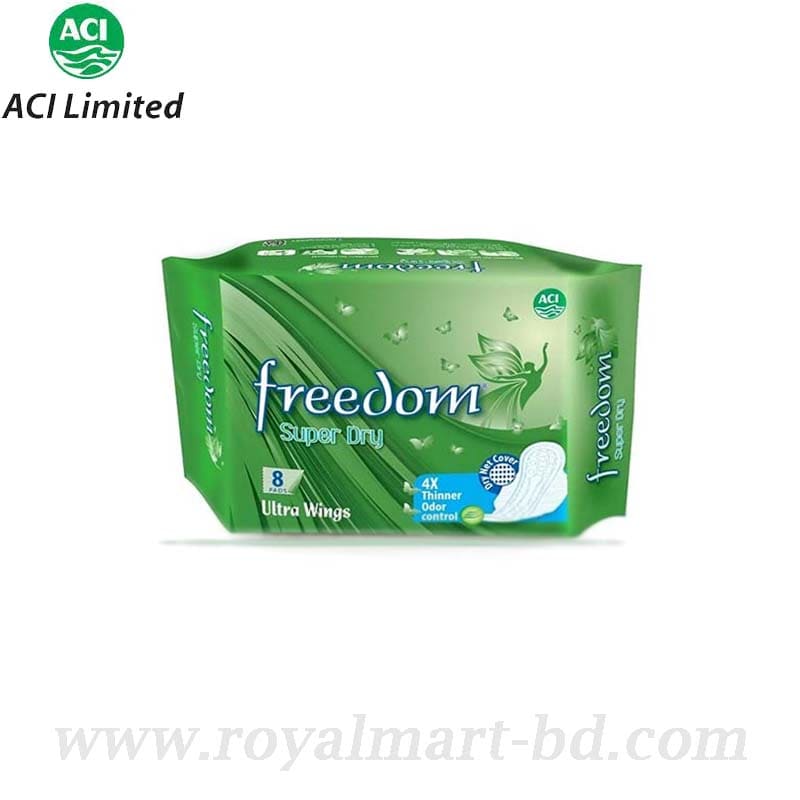 ACI
ACI Limited
freedom
ACI
freedom
Super Dry
freedom
Super Dry
8
PADS
Ultra Wings
4X
Thinner
Odor
control
Dry Net Cover
freedom
Super Dry
www.royalmart-bd.com